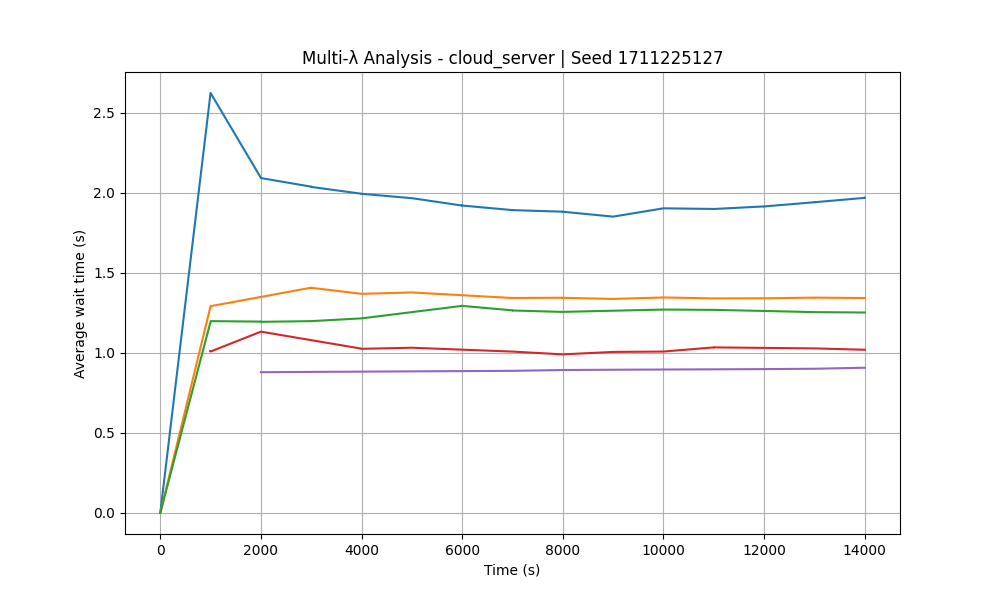 Multi-λ Analysis - cloud_server | Seed 1711225127
Average wait time (s)
2.5
2.0
1.5
1.0
0.5
0.0
0 2000 4000 6000 8000 10000 12000 14000
Time (s)